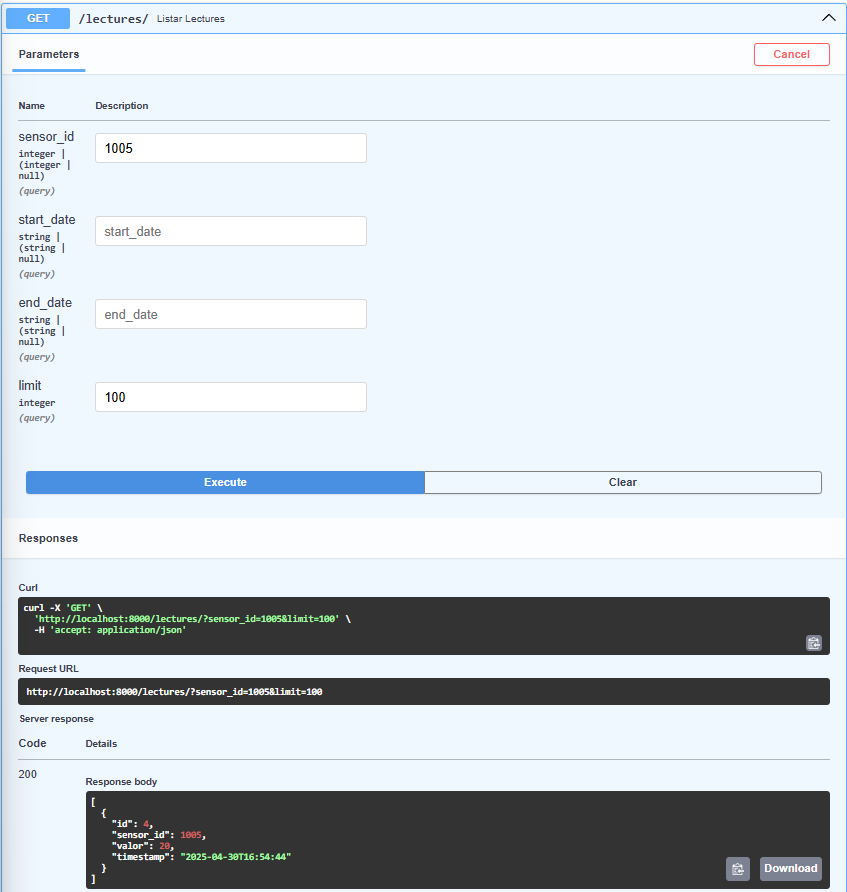 GET /lectures/ Listar Lectures
Parameters
Cancel
Name Description
sensor_id
integer |
(integer |
null)
(query)
1005
start_date
string |
(string |
null)
(query)
start_date
end_date
string |
(string |
null)
(query)
end_date
limit
integer
(query)
100
Execute
Clear
Responses
Curl
curl -X 'GET' \
'http://localhost:8000/lectures/?sensor_id=1005&limit=100' \
-H 'accept: application/json'
Request URL
http://localhost:8000/lectures/?sensor_id=1005&limit=100
Server response
Code Details
200
Response body
[
{
"id": 4,
"sensor_id": 1005,
"valor": 20,
"timestamp": "2025-04-30T16:54:44"
}
]
Download